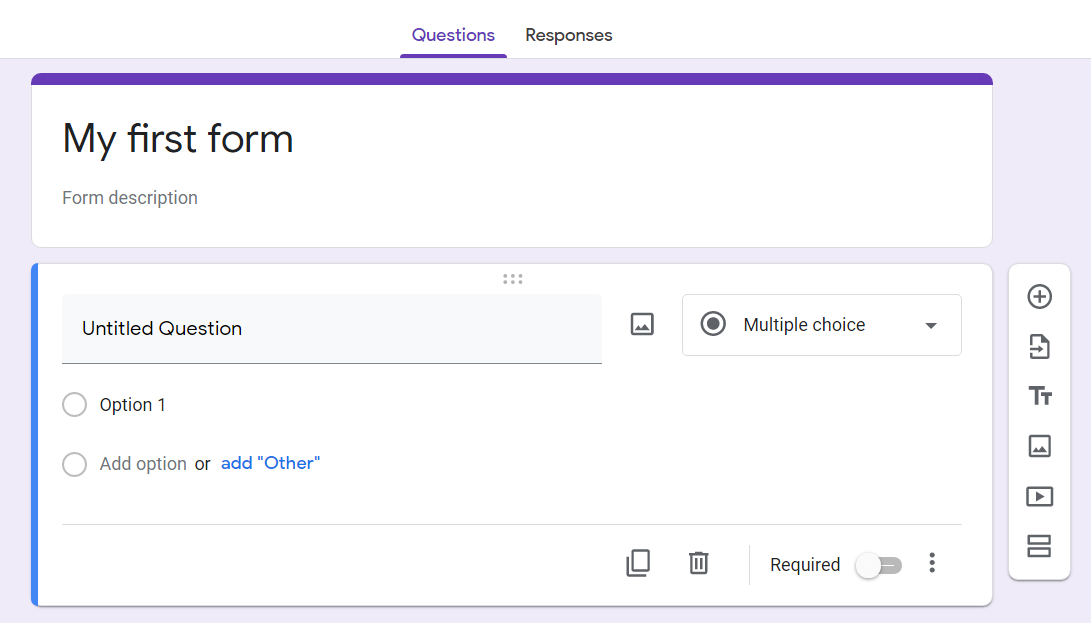 Questions Responses
My first form
Form description
Untitled Question
Multiple choice
Option 1
Add option or add "Other"
Tт
Required